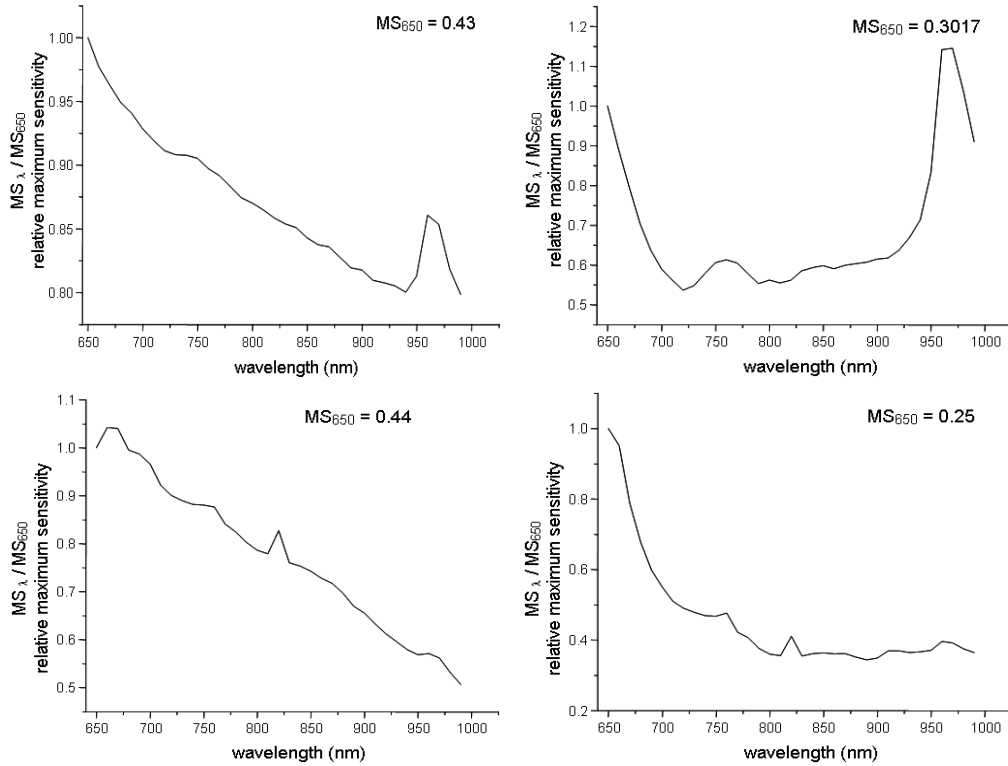 MS650 = 0.43
1.00
0.95
0.90
0.85
0.80
MS λ / MS650
relative maximum sensitivity
650 700 750 800 850 900 950 1000
wavelength (nm)
MS650 = 0.3017
1.2
1.1
1.0
0.9
0.8
0.7
0.6
0.5
MS λ / MS650
relative maximum sensitivity
650 700 750 800 850 900 950 1000
wavelength (nm)
MS650 = 0.44
1.1
1.0
0.9
0.8
0.7
0.6
0.5
MS λ / MS650
relative maximum sensitivity
650 700 750 800 850 900 950 1000
wavelength (nm)
MS650 = 0.25
1.0
0.8
0.6
0.4
0.2
MS λ / MS650
relative maximum sensitivity
650 700 750 800 850 900 950 1000
wavelength (nm)